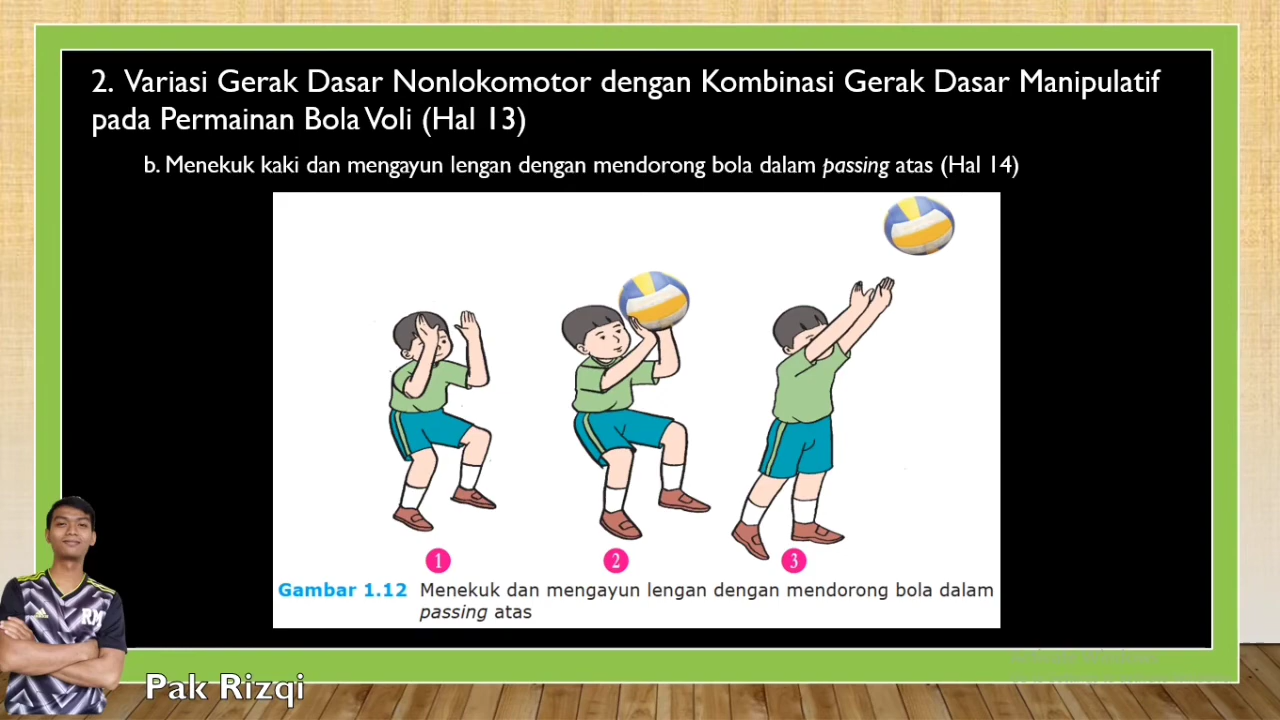 2. Variasi Gerak Dasar Nonlokomotor dengan Kombinasi Gerak Dasar Manipulatif
pada Permainan Bola Voli (Hal 13)
b. Menekuk kaki dan mengayun lengan dengan mendorong bola dalam passing atas (Hal 14)
1 2 3
Gambar 1.12 Menekuk dan mengayun lengan dengan mendorong bola dalam
passing atas
RM
Pak Rizqi